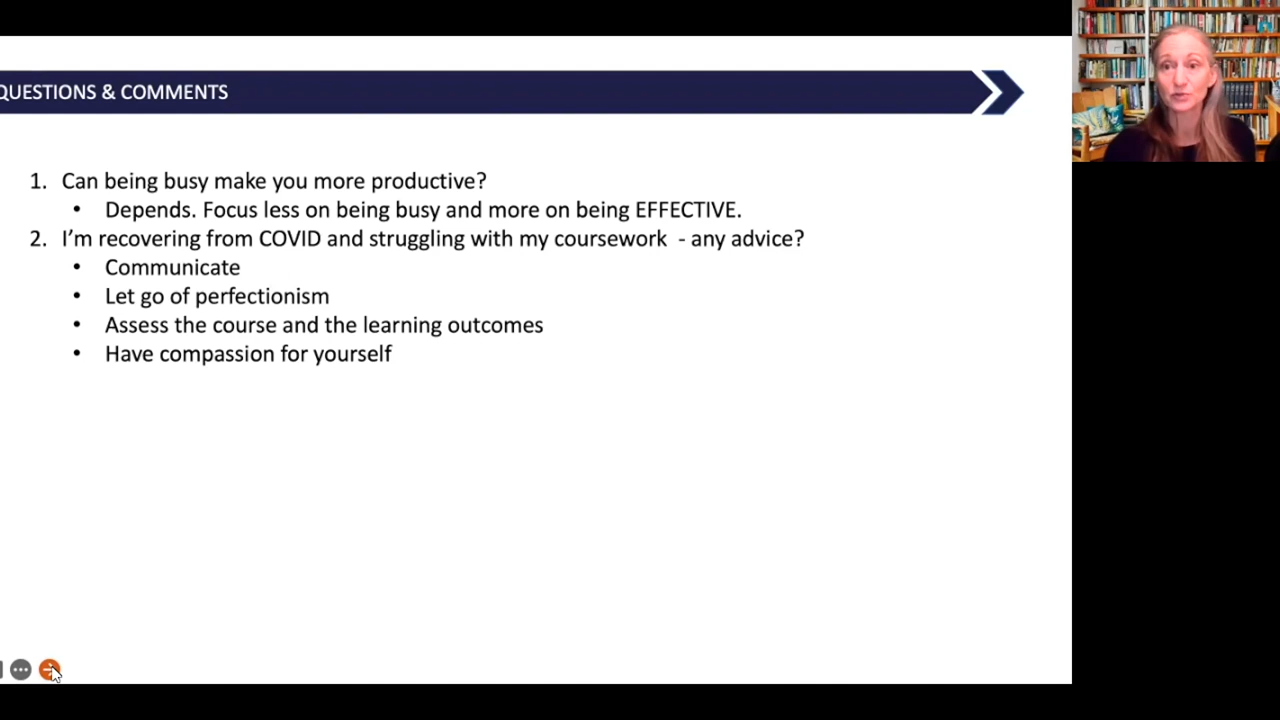 QUESTIONS & COMMENTS
1. Can being busy make you more productive?
• Depends. Focus less on being busy and more on being EFFECTIVE.
2. I’m recovering from COVID and struggling with my coursework - any advice?
• Communicate
• Let go of perfectionism
• Assess the course and the learning outcomes
• Have compassion for yourself